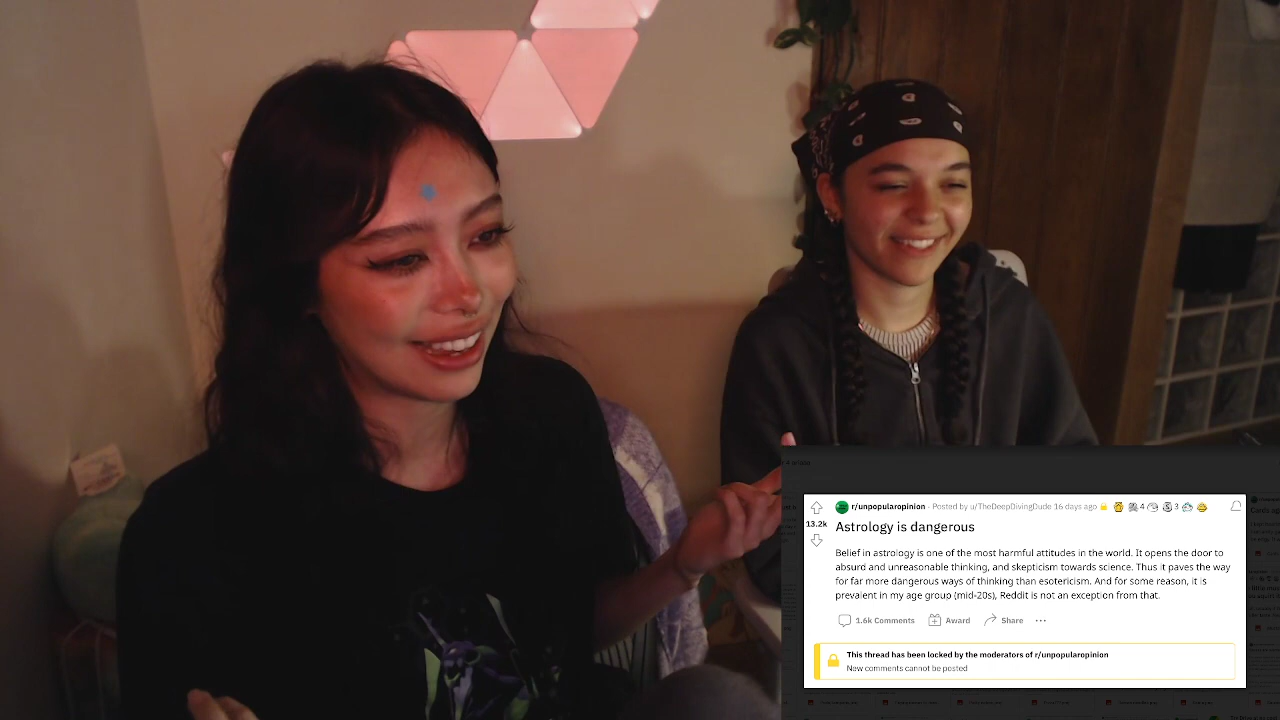 r/unpopularopinion · Posted by u/TheDeepDivingDude 16 days ago 4 3
13.2k
Astrology is dangerous
Belief in astrology is one of the most harmful attitudes in the world. It opens the door to
absurd and unreasonable thinking, and skepticism towards science. Thus it paves the way
for far more dangerous ways of thinking than esotericism. And for some reason, it is
prevalent in my age group (mid-20s), Reddit is not an exception from that.
1.6k Comments Award Share ...
This thread has been locked by the moderators of r/unpopularopinion
New comments cannot be posted